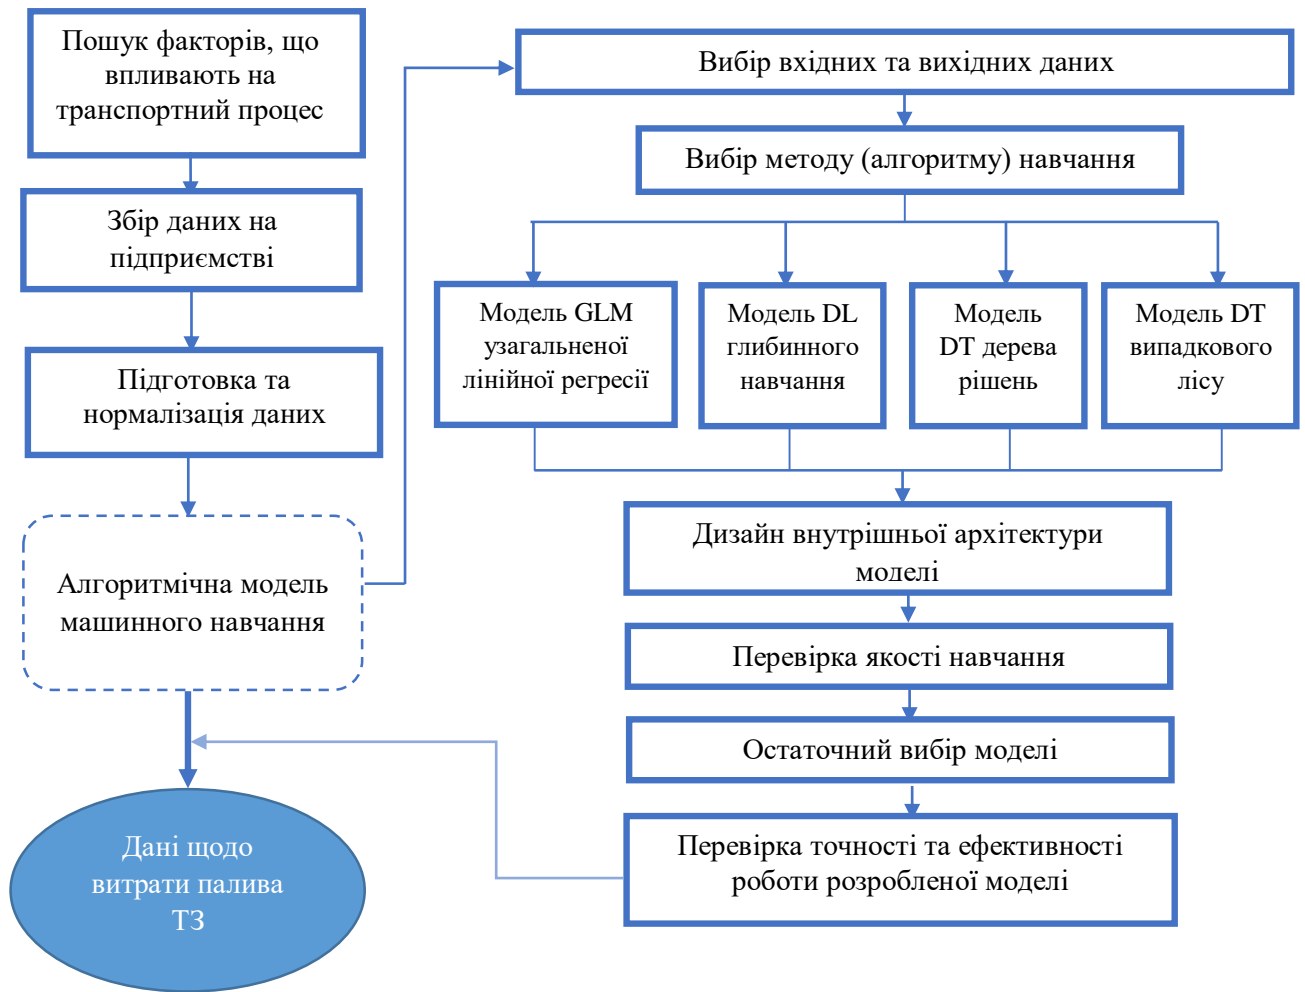 Пошук факторів, що
впливають на
транспортний процес
Збір даних на
підприємстві
Підготовка та
нормалізація даних
Алгоритмічна модель
машинного навчання
Дані щодо
витрати палива
ТЗ
Вибір вхідних та вихідних даних
Вибір методу (алгоритму) навчання
Модель GLM
узагальненої
лінійної регресії
Модель DL
глибинного
навчання
Модель
DT дерева
рішень
Модель DT
випадкового
лісу
Дизайн внутрішньої архітектури
моделі
Перевірка якості навчання
Остаточний вибір моделі
Перевірка точності та ефективності
роботи розробленої моделі